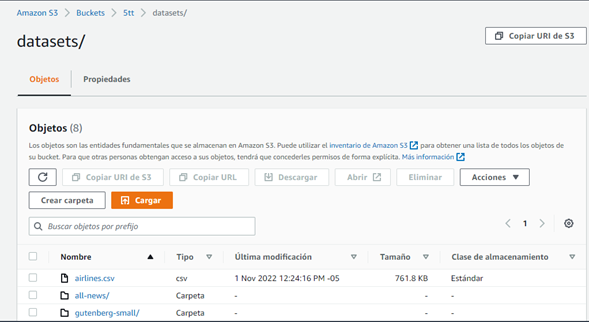 Amazon S3 > Buckets > 5tt > datasets/
datasets/
Copiar URI de S3
Objetos
Propiedades
Objetos (8)
Los objetos son las entidades fundamentales que se almacenan en Amazon S3. Puede utilizar el inventario de Amazon S3 para obtener una lista de todos los objetos de
su bucket. Para que otras personas obtengan acceso a sus objetos, tendrá que concederles permisos de forma explícita. Más información
Copiar URI de S3 Copiar URL Descargar Abrir Eliminar Acciones
Crear carpeta Cargar
Buscar objetos por prefijo
1
Nombre Tipo Última modificación Tamaño Clase de almacenamiento
airlines.csv csv 1 Nov 2022 12:24:16 PM -05 761.8 KB Estándar
all-news/ Carpeta - - -
gutenberg-small/ Carpeta - - -